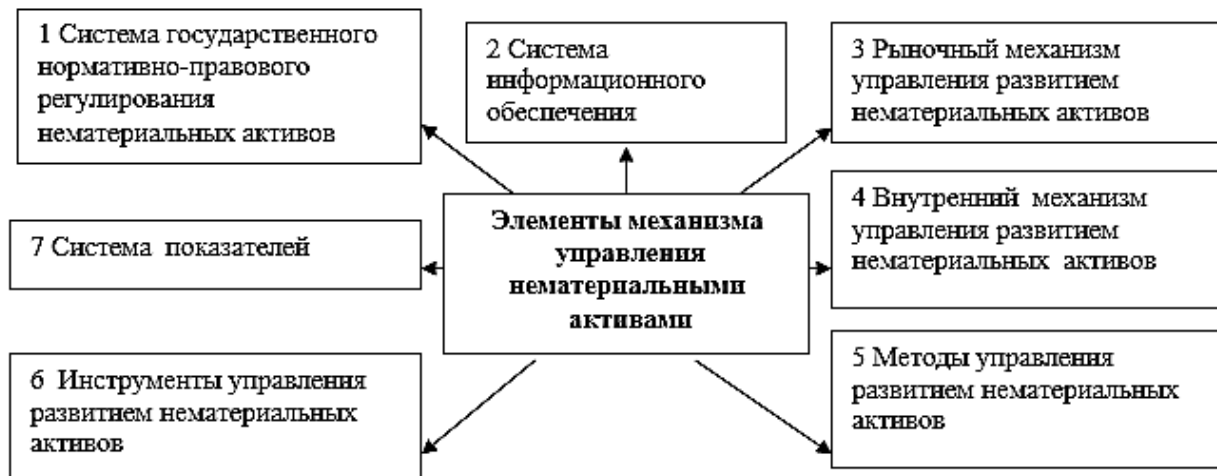 1 Система государственного
нормативно-правового
регулирования
нематериальных активов
2 Система
информационного
обеспечения
3 Рыночный механизм
управления развитием
нематериальных активов
4 Внутренний механизм
управления развитием
нематериальных активов
5 Методы управления
развитием нематериальных
активов
6 Инструменты управления
развитием нематериальных
активов
7 Система показателей
Элементы механизма
управления
нематериальными
активами